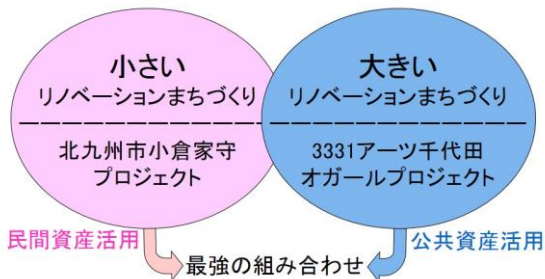 小さい
リノベーションまちづくり
北九州市小倉家守
プロジェクト
大きい
リノベーションまちづくり
3331アーツ千代田
オガールプロジェクト
民間資産活用
公共資産活用
最強の組み合わせ